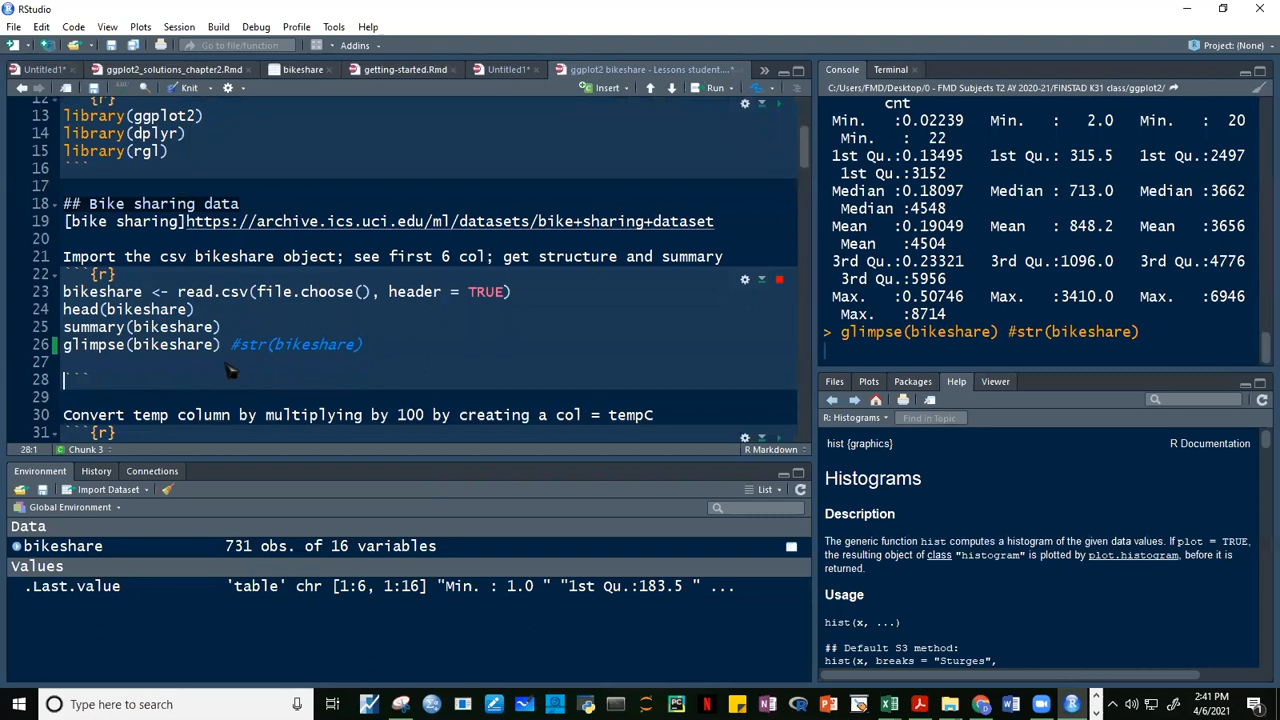 RStudio
File Edit Code View Plots Session Build Debug Profile Tools Help
Go to file/function Addins Project: (None)
Untitled1* ggplot2_solutions_chapter2.Rmd bikeshare getting-started.Rmd Untitled1* ggplot2 bikeshare - Lessons student....*
Knit Insert Run
12 ```{r}
13 library(ggplot2)
14 library(dplyr)
15 library(rgl)
16 ```
17
18 ## Bike sharing data
19 [bike sharing]https://archive.ics.uci.edu/ml/datasets/bike+sharing+dataset
20
21 Import the csv bikeshare object; see first 6 col; get structure and summary
22 ```{r}
23 bikeshare <- read.csv(file.choose(), header = TRUE)
24 head(bikeshare)
25 summary(bikeshare)
26 glimpse(bikeshare) #str(bikeshare)
27
28 ```
29
30 Convert temp column by multiplying by 100 by creating a col = tempC
31 ```{r}
28:1 Chunk 3 R Markdown
Environment History Connections
Import Dataset List
Global Environment
Data
bikeshare 731 obs. of 16 variables
Values
.Last.value 'table' chr [1:6, 1:16] "Min. : 1.0 " "1st Qu.:183.5 " ...
Console Terminal
C:/Users/FMD/Desktop/0 - FMD Subjects T2 AY 2020-21/FINSTAD K31 class/ggplot2/
cnt
Min. :0.02239 Min. : 2.0 Min. : 20
Min. : 22
1st Qu.:0.13495 1st Qu.: 315.5 1st Qu.:2497
1st Qu.:3152
Median :0.18097 Median : 713.0 Median :3662
Median :4548
Mean :0.19049 Mean : 848.2 Mean :3656
Mean :4504
3rd Qu.:0.23321 3rd Qu.:1096.0 3rd Qu.:4776
3rd Qu.:5956
Max. :0.50746 Max. :3410.0 Max. :6946
Max. :8714
> glimpse(bikeshare) #str(bikeshare)
Files Plots Packages Help Viewer
R: Histograms Find in Topic
hist {graphics} R Documentation
Histograms
Description
The generic function hist computes a histogram of the given data values. If plot = TRUE,
the resulting object of class "histogram" is plotted by plot.histogram, before it is
returned.
Usage
hist(x, ...)
## Default S3 method:
hist(x, breaks = "Sturges",
Type here to search
2:41 PM
4/6/2021